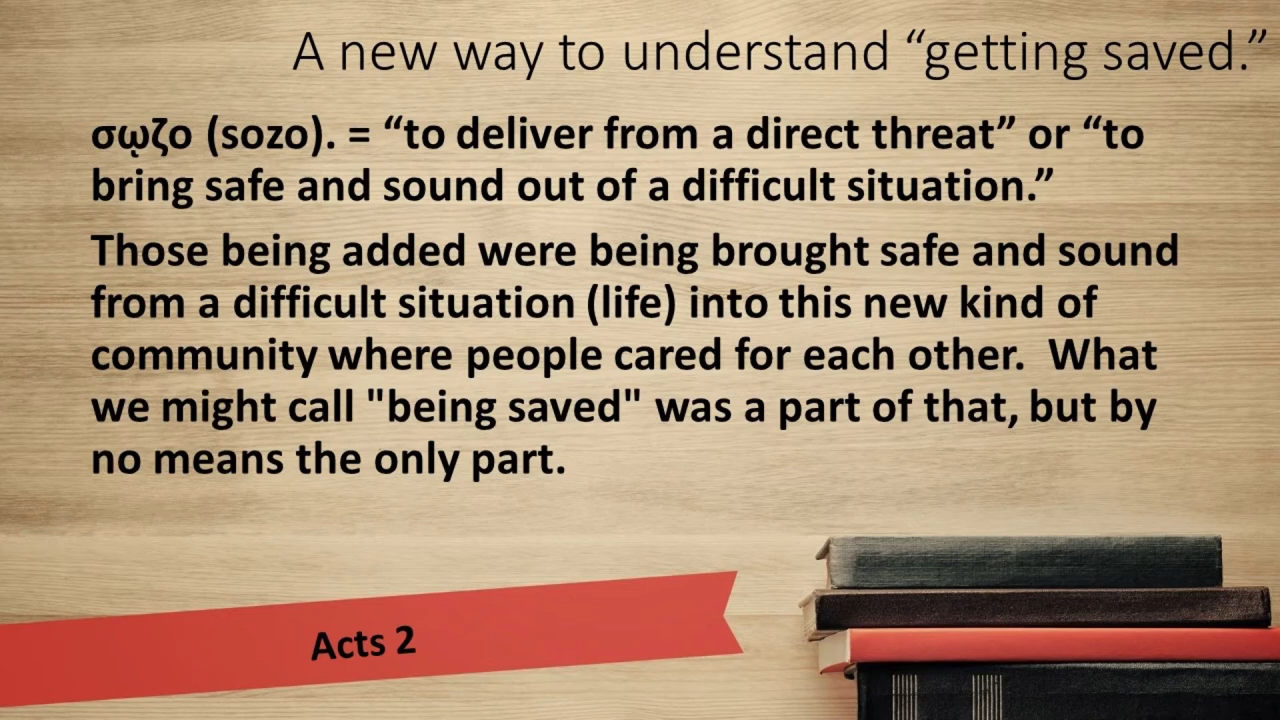 A new way to understand “getting saved.”
σῳζο (sozo). = “to deliver from a direct threat” or “to
bring safe and sound out of a difficult situation.”
Those being added were being brought safe and sound
from a difficult situation (life) into this new kind of
community where people cared for each other.  What
we might call "being saved" was a part of that, but by
no means the only part.
Acts 2